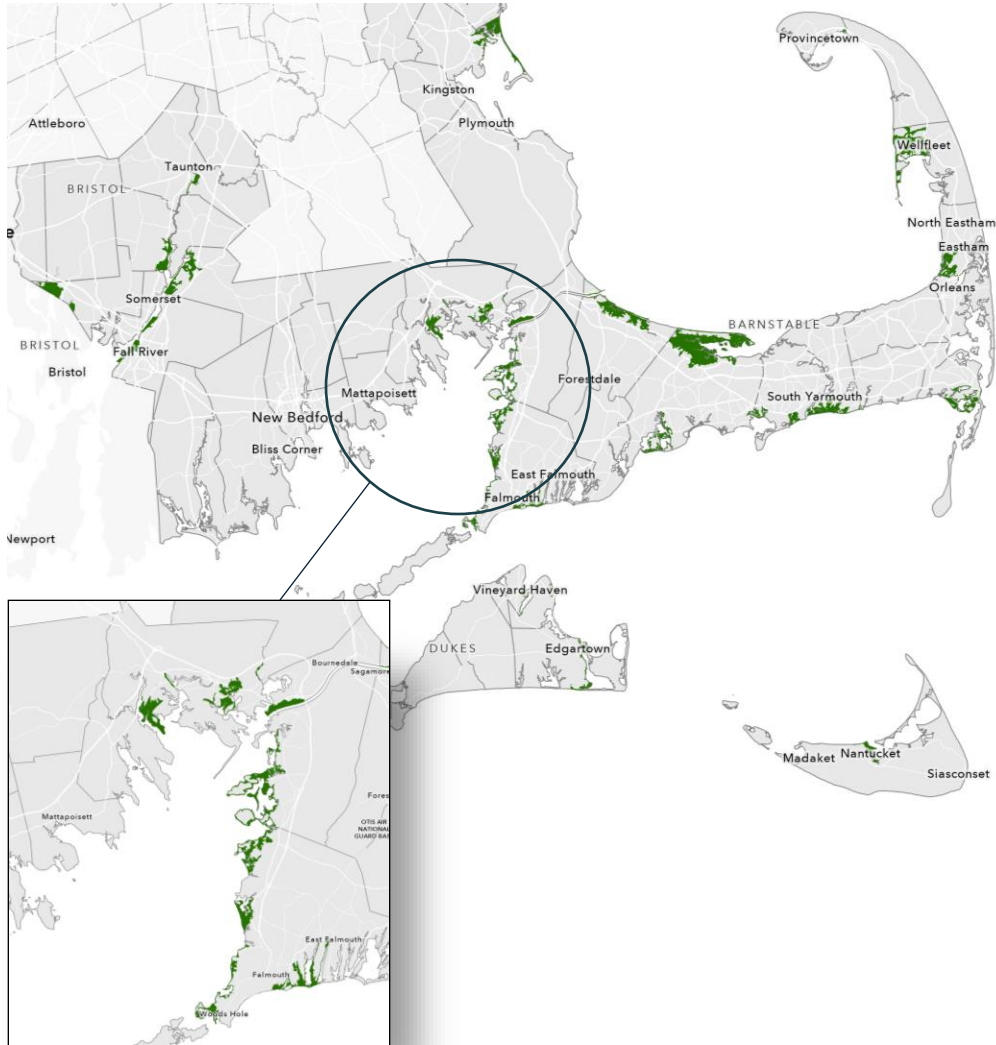 Provincetown
Kingston
Plymouth
Attleboro
Wellfleet
Taunton
BRISTOL
North Eastham
e
Eastham
Orleans
Somerset
BARNSTABLE
BRISTOL
Fall River
Bristol
Forestdale
Mattapoisett
South Yarmouth
New Bedford
Bliss Corner
East Falmouth
Falmouth
Newport
Vineyard Haven
DUKES
Edgartown
Madaket
Nantucket
Siasconset
Bournedale
Sagamore
Fores
Mattapoisett
OTIS AIR
NATIONAL
GUARD BAS
East Falmouth
Falmouth
Woods Hole